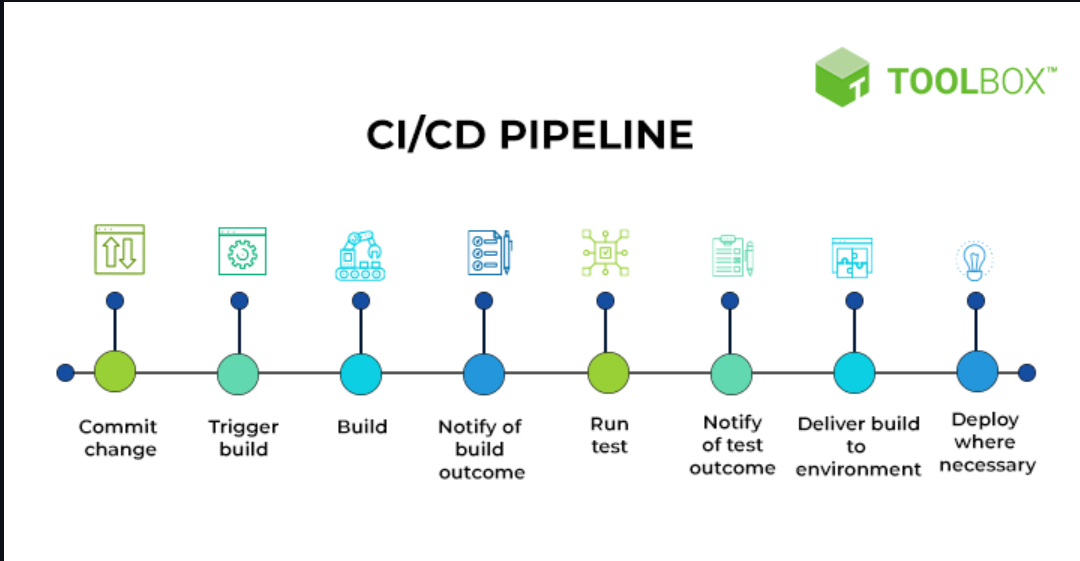 TOOLBOX™
CI/CD PIPELINE
Commit
change
Trigger
build
Build
Notify of
build
outcome
Run
test
Notify
of test
outcome
Deliver build
to
environment
Deploy
where
necessary